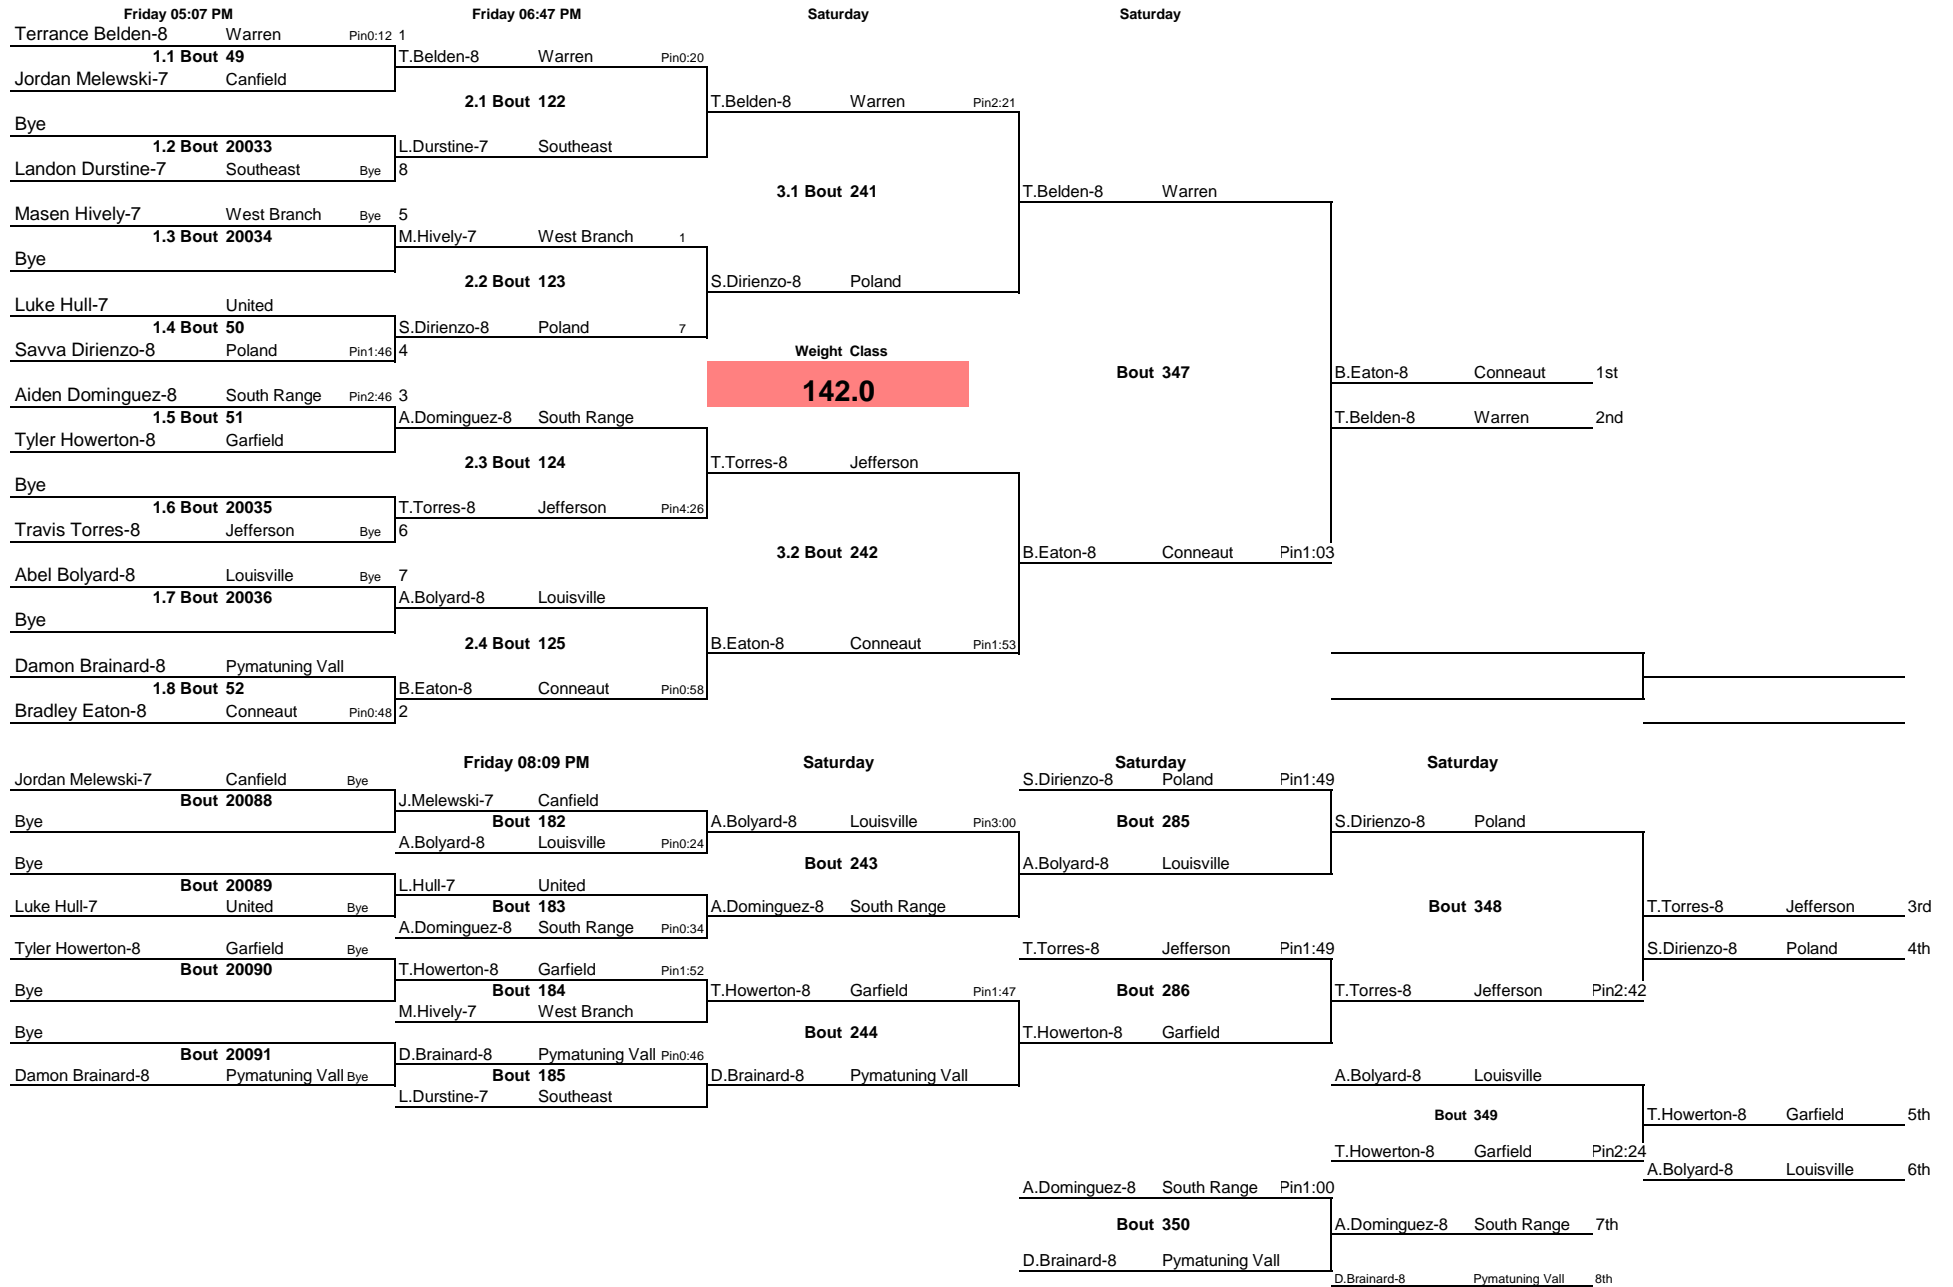 Friday 05:07 PM Friday 06:47 PM Saturday Saturday
Terrance Belden-8 Warren Pin0:12 1
1.1 Bout 49 T.Belden-8 Warren Pin0:20
Jordan Melewski-7 Canfield
2.1 Bout 122 T.Belden-8 Warren Pin2:21
Bye
1.2 Bout 20033 L.Durstine-7 Southeast
Landon Durstine-7 Southeast Bye 8
3.1 Bout 241 T.Belden-8 Warren
Masen Hively-7 West Branch Bye 5
1.3 Bout 20034 M.Hively-7 West Branch 1
Bye
2.2 Bout 123 S.Dirienzo-8 Poland
Luke Hull-7 United
1.4 Bout 50 S.Dirienzo-8 Poland 7
Savva Dirienzo-8 Poland Pin1:46 4 Weight Class
Bout 347 B.Eaton-8 Conneaut 1st
Aiden Dominguez-8 South Range Pin2:46 3 142.0
1.5 Bout 51 A.Dominguez-8 South Range T.Belden-8 Warren 2nd
Tyler Howerton-8 Garfield
2.3 Bout 124 T.Torres-8 Jefferson
Bye
1.6 Bout 20035 T.Torres-8 Jefferson Pin4:26
Travis Torres-8 Jefferson Bye 6
3.2 Bout 242 B.Eaton-8 Conneaut Pin1:03
Abel Bolyard-8 Louisville Bye 7
1.7 Bout 20036 A.Bolyard-8 Louisville
Bye
2.4 Bout 125 B.Eaton-8 Conneaut Pin1:53
Damon Brainard-8 Pymatuning Vall
1.8 Bout 52 B.Eaton-8 Conneaut Pin0:58
Bradley Eaton-8 Conneaut Pin0:48 2
Friday 08:09 PM Saturday Saturday Saturday
Jordan Melewski-7 Canfield Bye S.Dirienzo-8 Poland Pin1:49
Bout 20088 J.Melewski-7 Canfield
Bye Bout 182 A.Bolyard-8 Louisville Pin3:00 Bout 285 S.Dirienzo-8 Poland
A.Bolyard-8 Louisville Pin0:24
Bye Bout 243 A.Bolyard-8 Louisville
Bout 20089 L.Hull-7 United
Luke Hull-7 United Bye Bout 183 A.Dominguez-8 South Range Bout 348 T.Torres-8 Jefferson 3rd
A.Dominguez-8 South Range Pin0:34
Tyler Howerton-8 Garfield Bye T.Torres-8 Jefferson Pin1:49 S.Dirienzo-8 Poland 4th
Bout 20090 T.Howerton-8 Garfield Pin1:52
Bye Bout 184 T.Howerton-8 Garfield Pin1:47 Bout 286 T.Torres-8 Jefferson Pin2:42
M.Hively-7 West Branch
Bye Bout 244 T.Howerton-8 Garfield
Bout 20091 D.Brainard-8 Pymatuning Vall Pin0:46
Damon Brainard-8 Pymatuning Vall Bye Bout 185 D.Brainard-8 Pymatuning Vall A.Bolyard-8 Louisville
L.Durstine-7 Southeast
Bout 349 T.Howerton-8 Garfield 5th
T.Howerton-8 Garfield Pin2:24
A.Bolyard-8 Louisville 6th
A.Dominguez-8 South Range Pin1:00
Bout 350 A.Dominguez-8 South Range 7th
D.Brainard-8 Pymatuning Vall
D.Brainard-8 Pymatuning Vall 8th